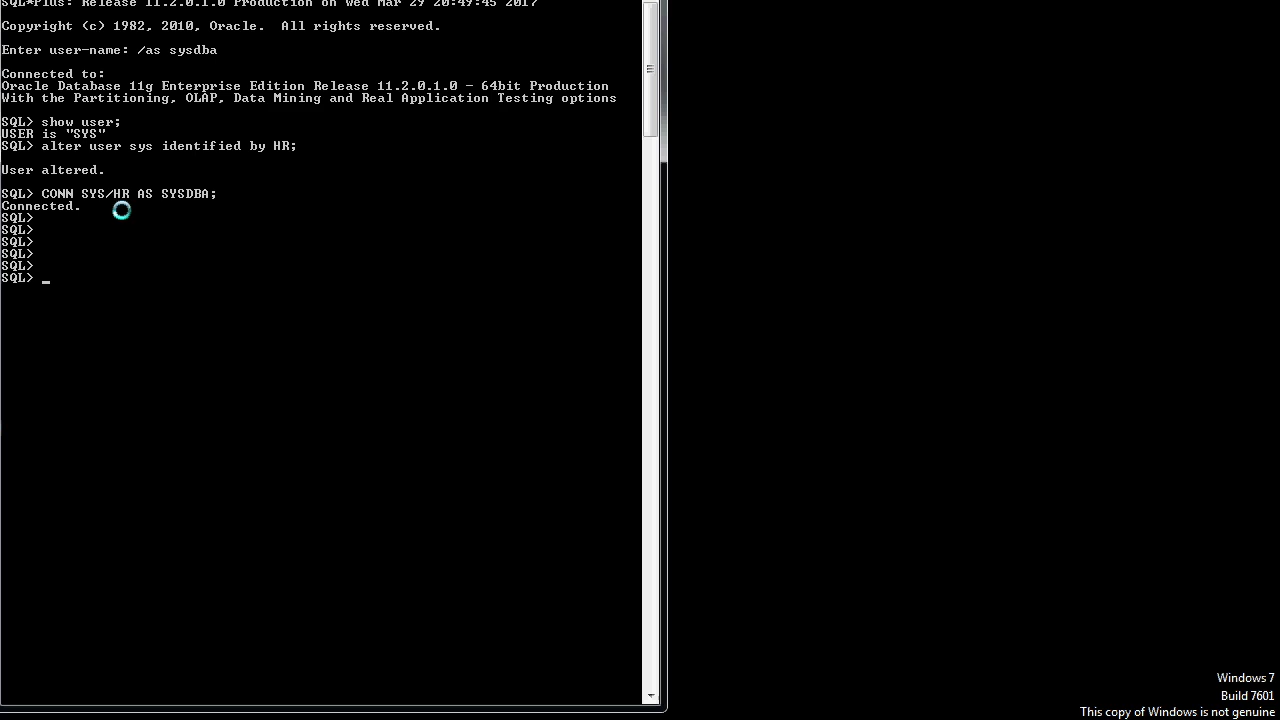 SQL*Plus: Release 11.2.0.1.0 Production on Wed Mar 29 20:49:45 2017
Copyright (c) 1982, 2010, Oracle.  All rights reserved.
Enter user-name: /as sysdba
Connected to:
Oracle Database 11g Enterprise Edition Release 11.2.0.1.0 - 64bit Production
With the Partitioning, OLAP, Data Mining and Real Application Testing options
SQL> show user;
USER is "SYS"
SQL> alter user sys identified by HR;
User altered.
SQL> CONN SYS/HR AS SYSDBA;
Connected.
SQL>
SQL>
SQL>
SQL>
SQL>
SQL> _
Windows 7
Build 7601
This copy of Windows is not genuine